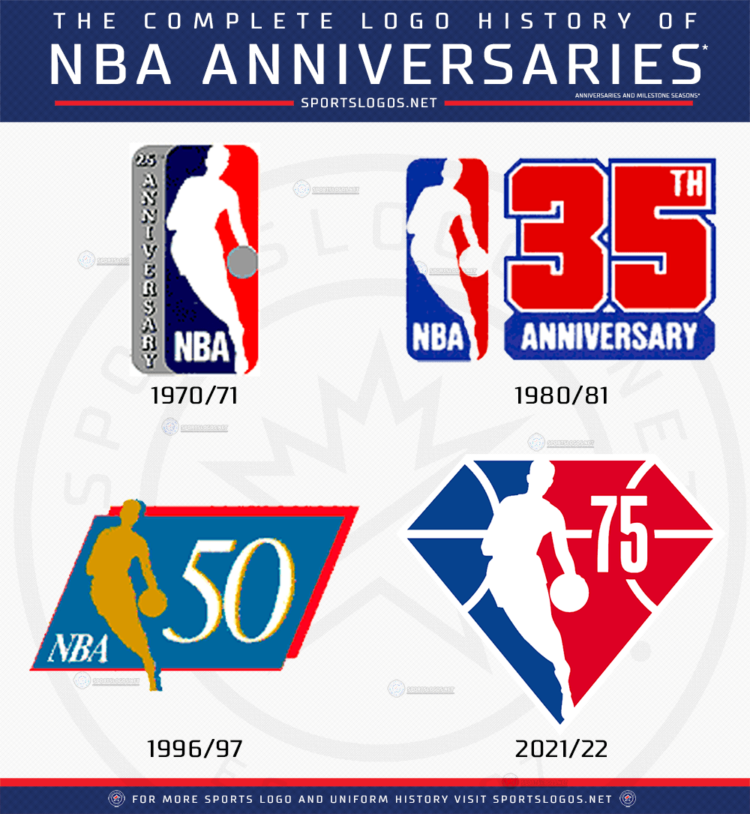 THE COMPLETE LOGO HISTORY OF
NBA ANNIVERSARIES*
ANNIVERSARIES AND MILESTONE SEASONS*
SPORTSLOGOS.NET
25
ANNIVERSARY
NBA
NBA
35TH
ANNIVERSARY
1970/71
1980/81
NBA
50
75
1996/97
2021/22
FOR MORE SPORTS LOGO AND UNIFORM HISTORY VISIT SPORTSLOGOS.NET